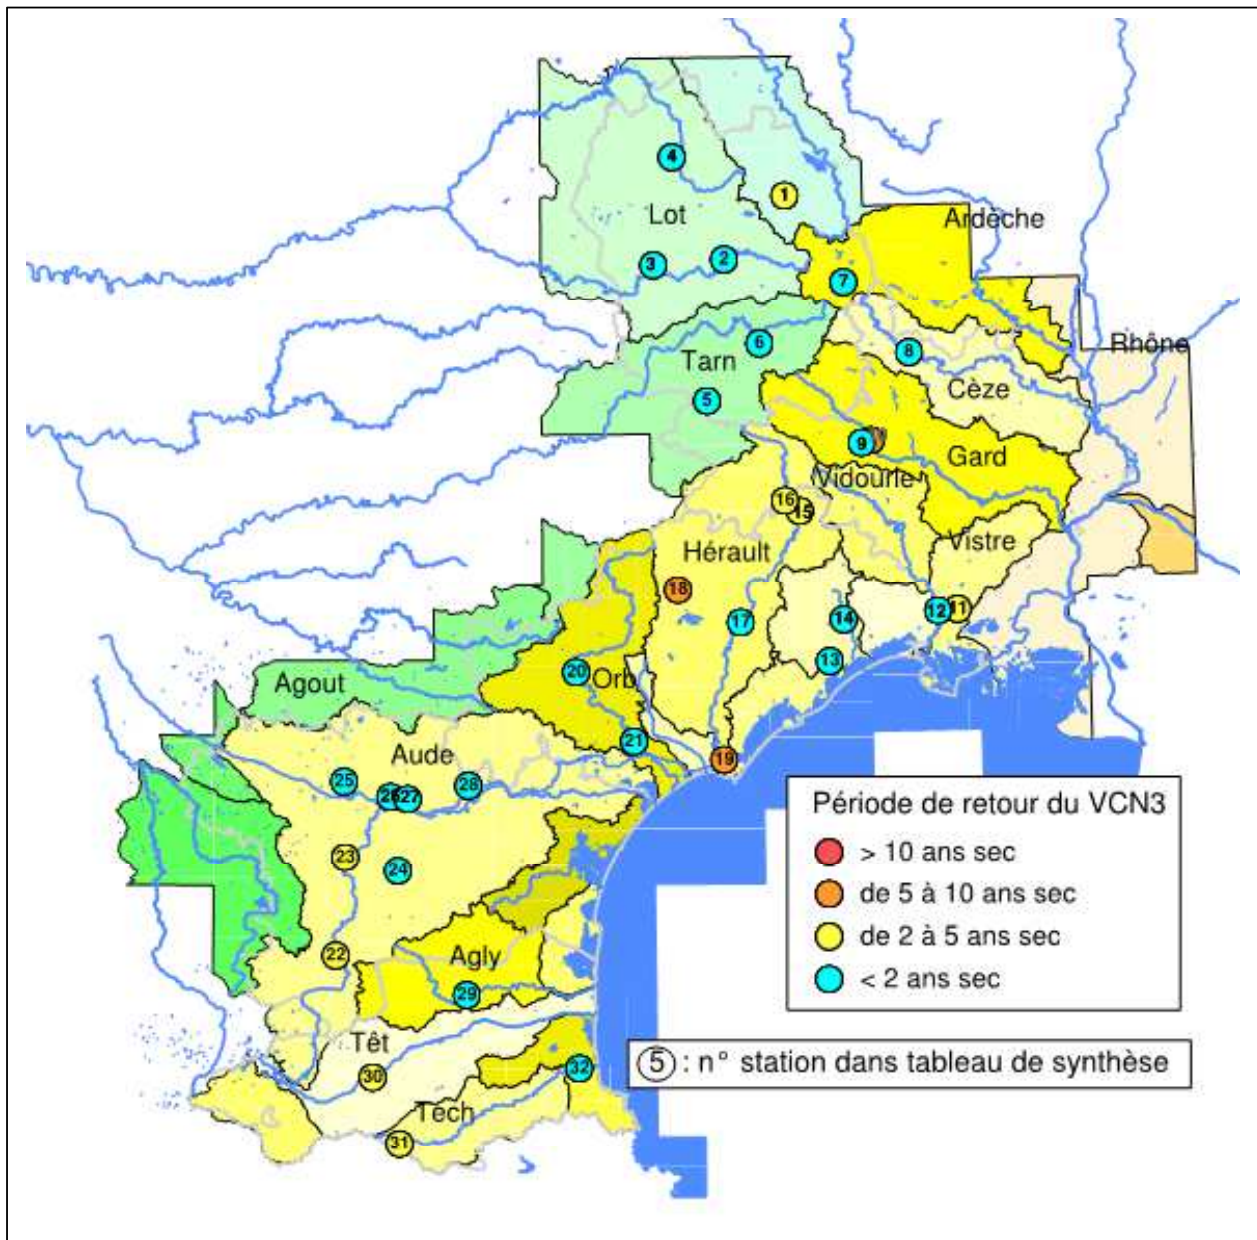 4
1
Ardèche
Lot
2
3
7
6
Rhône
8
Tarn
Cèze
5
9
Gard
Vidourle
16
15
Vistre
Hérault
18
12
11
17
14
13
20
Orb
Agout
21
Aude
19
25
28
26
27
Période de retour du VCN3
> 10 ans sec
23
24
de 5 à 10 ans sec
de 2 à 5 ans sec
22
Agly
< 2 ans sec
29
Têt
5 : n° station dans tableau de synthèse
32
30
Tech
31